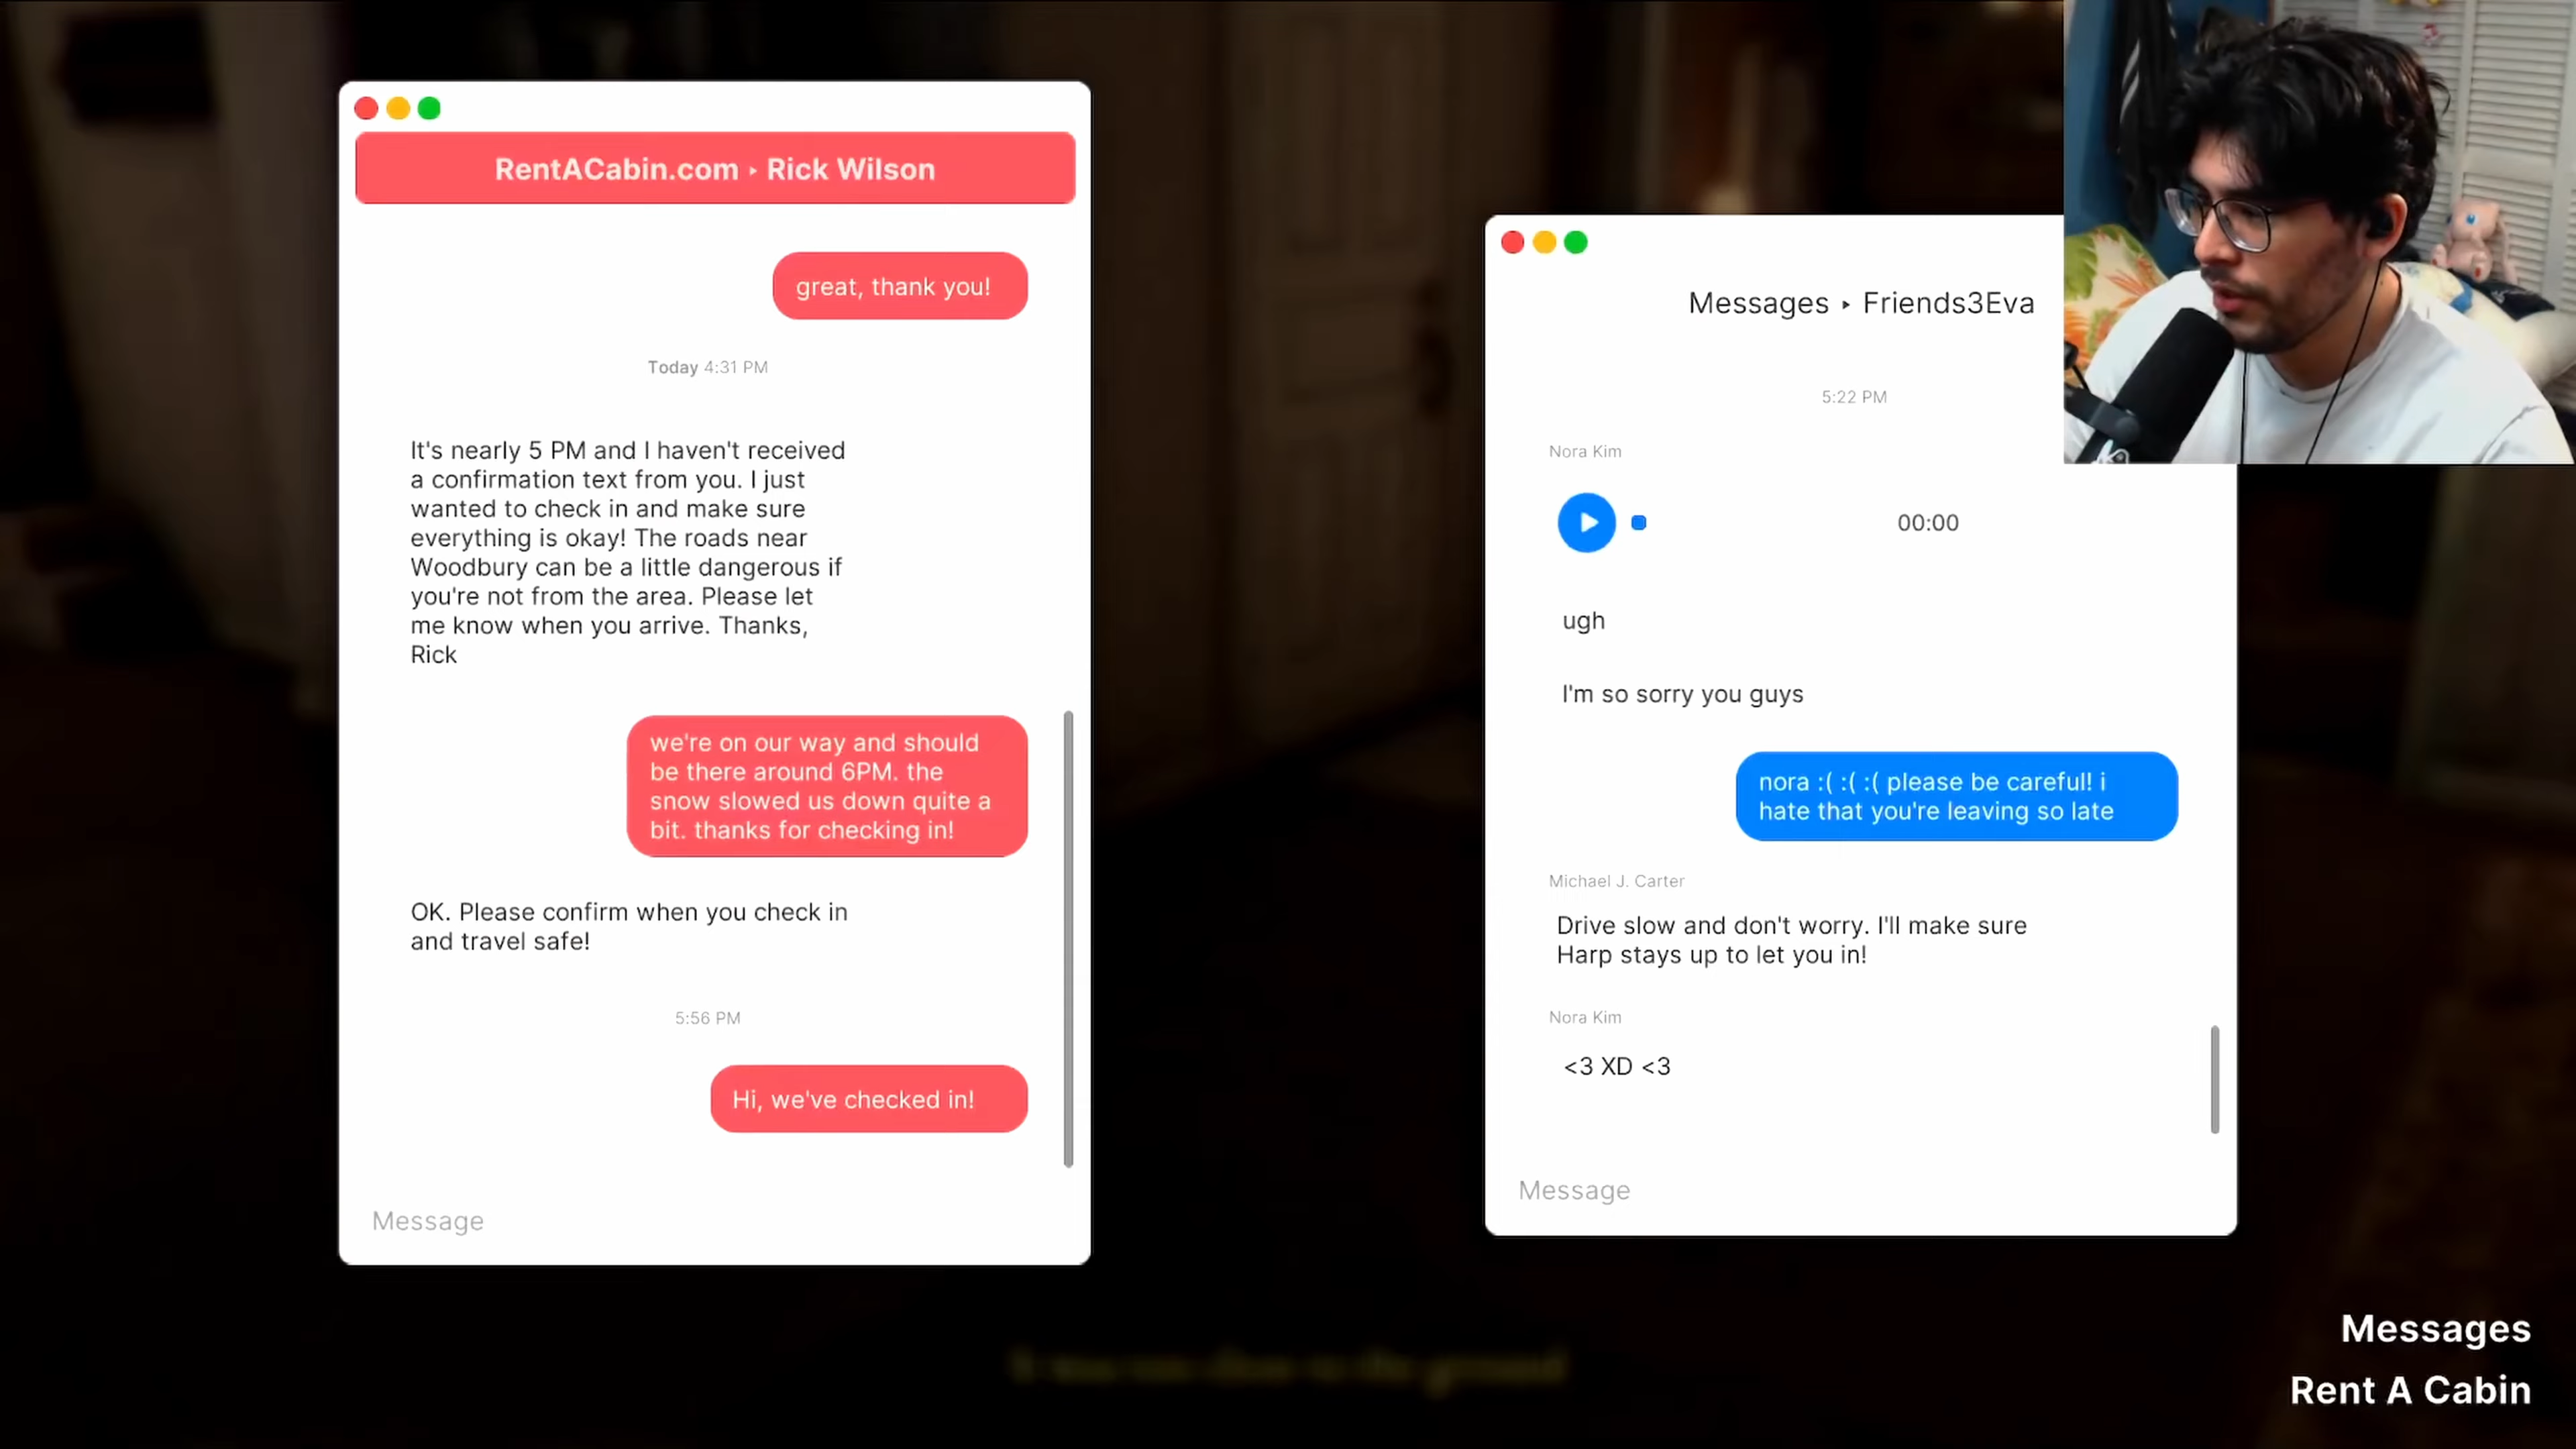 RentACabin.com ▸ Rick Wilson
great, thank you!
Today 4:31 PM
It's nearly 5 PM and I haven't received
a confirmation text from you. I just
wanted to check in and make sure
everything is okay! The roads near
Woodbury can be a little dangerous if
you're not from the area. Please let
me know when you arrive. Thanks,
Rick
we're on our way and should
be there around 6PM. the
snow slowed us down quite a
bit. thanks for checking in!
OK. Please confirm when you check in
and travel safe!
5:56 PM
Hi, we've checked in!
Message
Messages ▸ Friends3Eva
5:22 PM
Nora Kim
00:00
ugh
I'm so sorry you guys
nora :( :( :( please be careful! i
hate that you're leaving so late
Michael J. Carter
Drive slow and don't worry. I'll make sure
Harp stays up to let you in!
Nora Kim
<3 XD <3
Message
Messages
Rent A Cabin